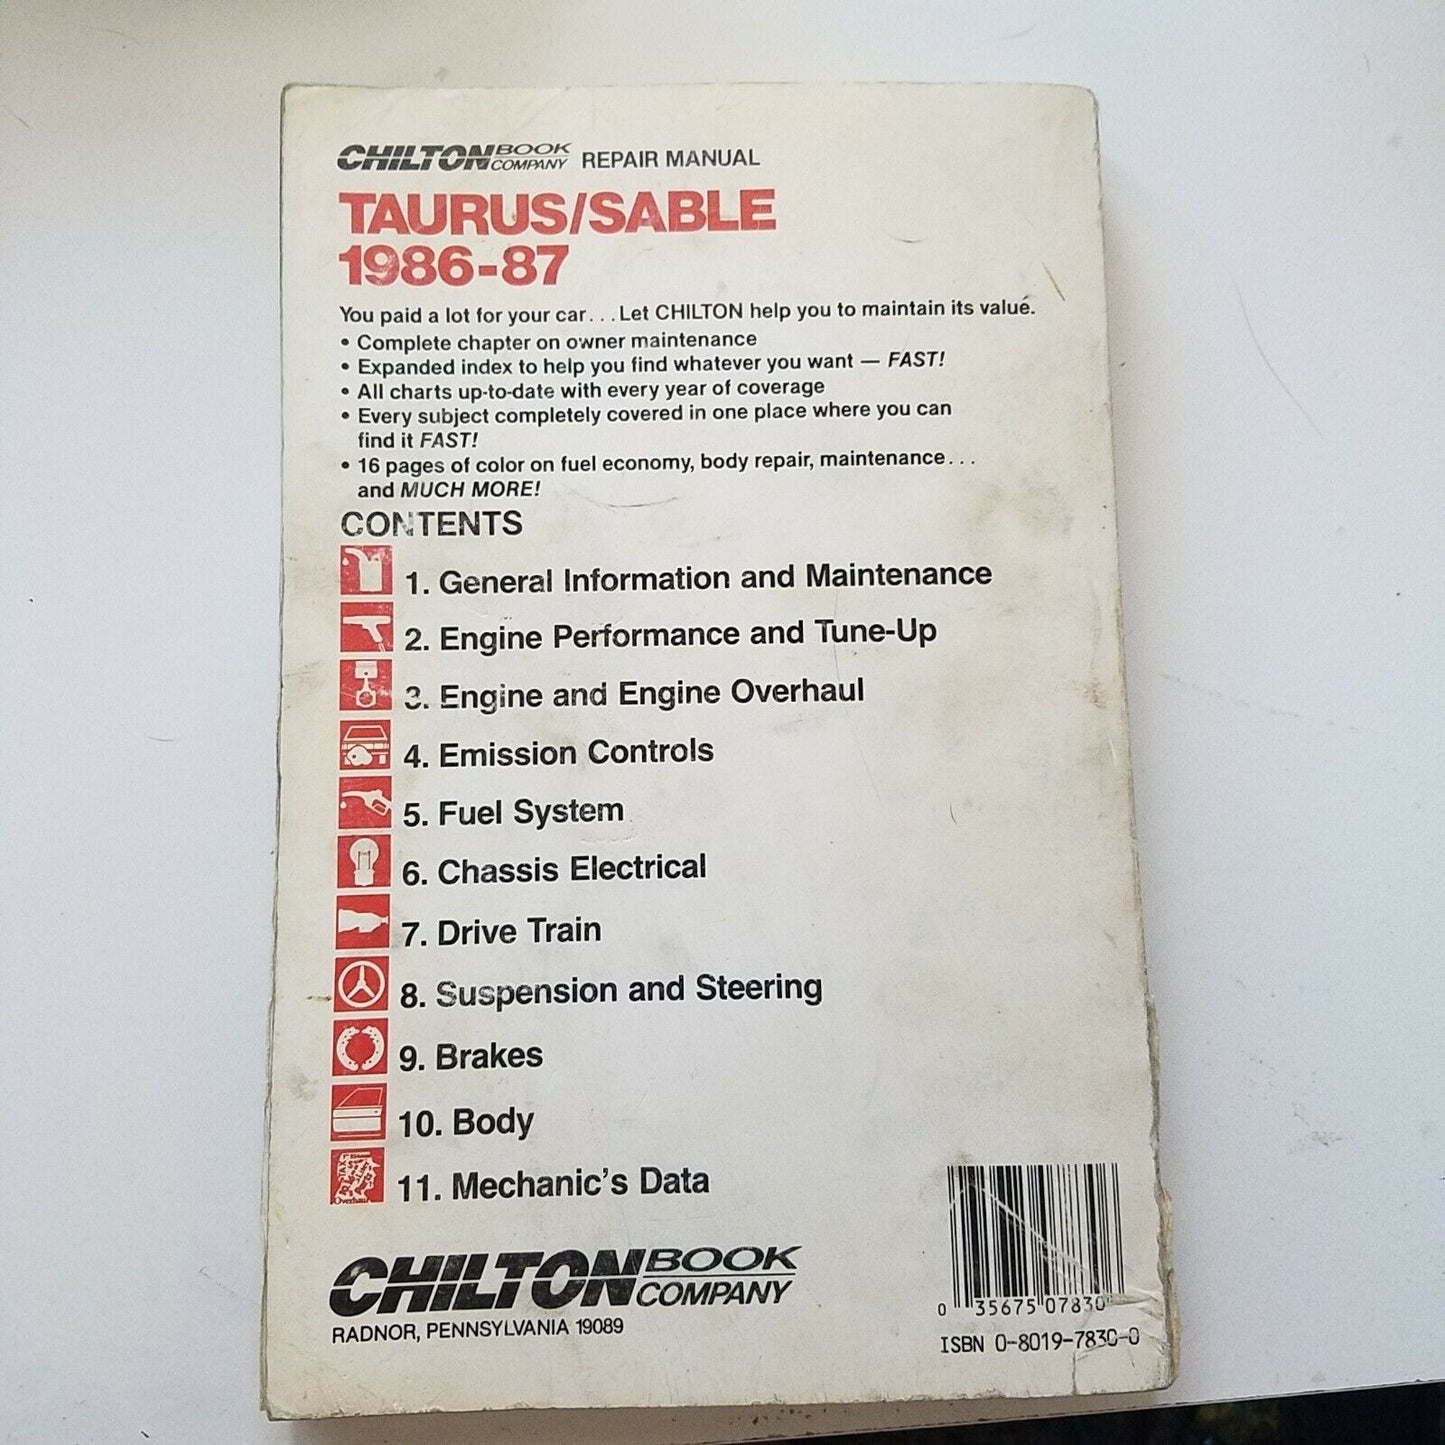 CHILTON BOOK COMPANY REPAIR MANUAL
TAURUS/SABLE
1986-87
You paid a lot for your car...Let CHILTON help you to maintain its value.
• Complete chapter on owner maintenance
• Expanded index to help you find whatever you want — FAST!
• All charts up-to-date with every year of coverage
• Every subject completely covered in one place where you can
find it FAST!
• 16 pages of color on fuel economy, body repair, maintenance...
and MUCH MORE!
CONTENTS
1. General Information and Maintenance
2. Engine Performance and Tune-Up
3. Engine and Engine Overhaul
4. Emission Controls
5. Fuel System
6. Chassis Electrical
7. Drive Train
8. Suspension and Steering
9. Brakes
10. Body
Overhaul
11. Mechanic's Data
CHILTON BOOK COMPANY
RADNOR, PENNSYLVANIA 19089
0 35675 07830
ISBN 0-8019-7830-0